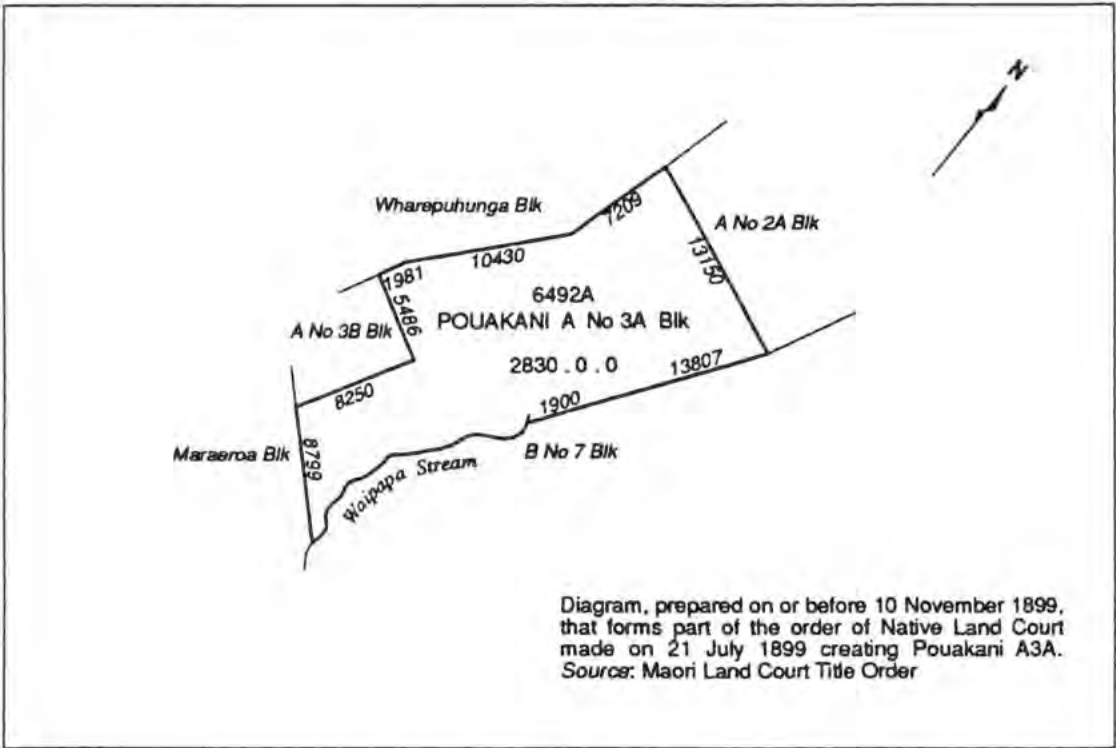 N
Wharepuhunga Blk
7209
A No 2A Blk
10430
1981
13150
6492A
5486
POUAKANI A No 3A Blk
A No 3B Blk
2830 . 0 . 0
13807
8250
1900
Maraeroa Blk
8799
B No 7 Blk
Waipapa Stream
Diagram, prepared on or before 10 November 1899,
that forms part of the order of Native Land Court
made on 21 July 1899 creating Pouakani A3A.
Source: Maori Land Court Title Order